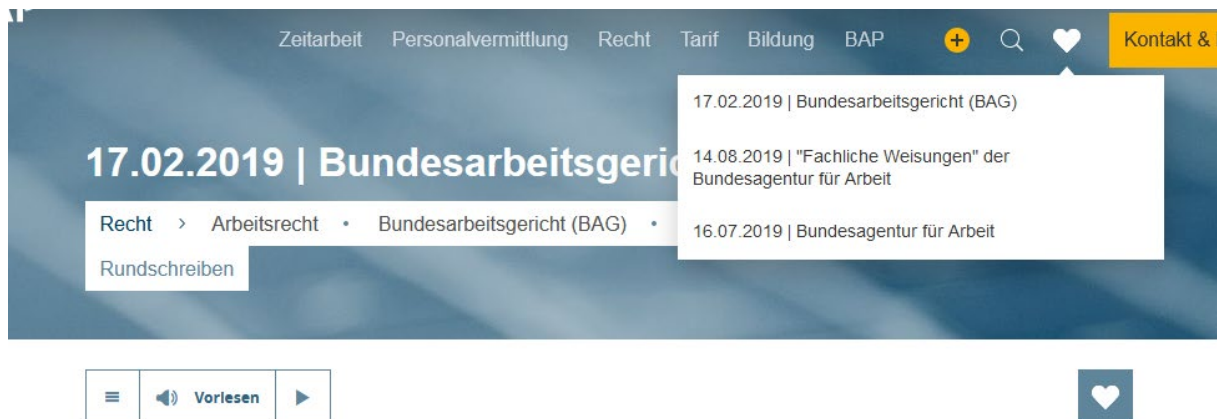 Zeitarbeit Personalvermittlung Recht Tarif Bildung BAP Kontakt &
17.02.2019 | Bundesarbeitsgericht (BAG)
14.08.2019 | "Fachliche Weisungen" der
Bundesagentur für Arbeit
16.07.2019 | Bundesagentur für Arbeit
17.02.2019 |
Recht > Arbeitsrecht • Bundesarbeitsgericht (BAG) •
Rundschreiben
Vorlesen